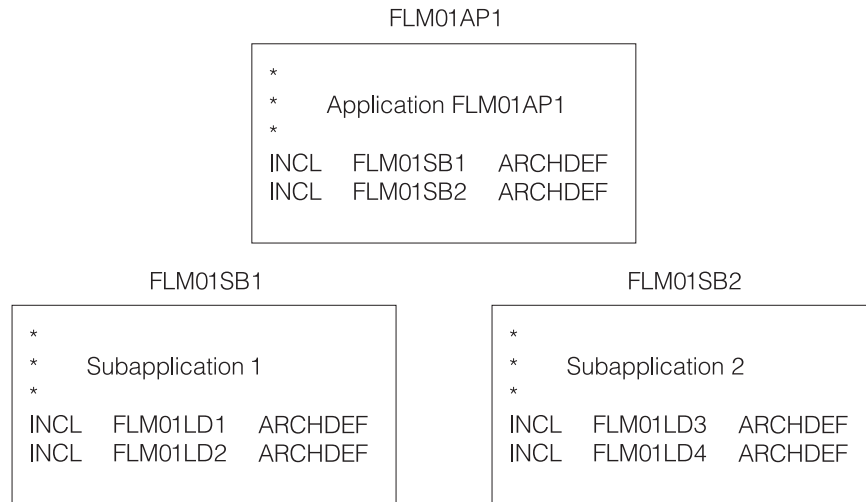 FLM01AP1
*
* Application FLM01AP1
*
INCL FLM01SB1 ARCHDEF
INCL FLM01SB2 ARCHDEF
FLM01SB1
*
* Subapplication 1
*
INCL FLM01LD1 ARCHDEF
INCL FLM01LD2 ARCHDEF
FLM01SB2
*
* Subapplication 2
*
INCL FLM01LD3 ARCHDEF
INCL FLM01LD4 ARCHDEF